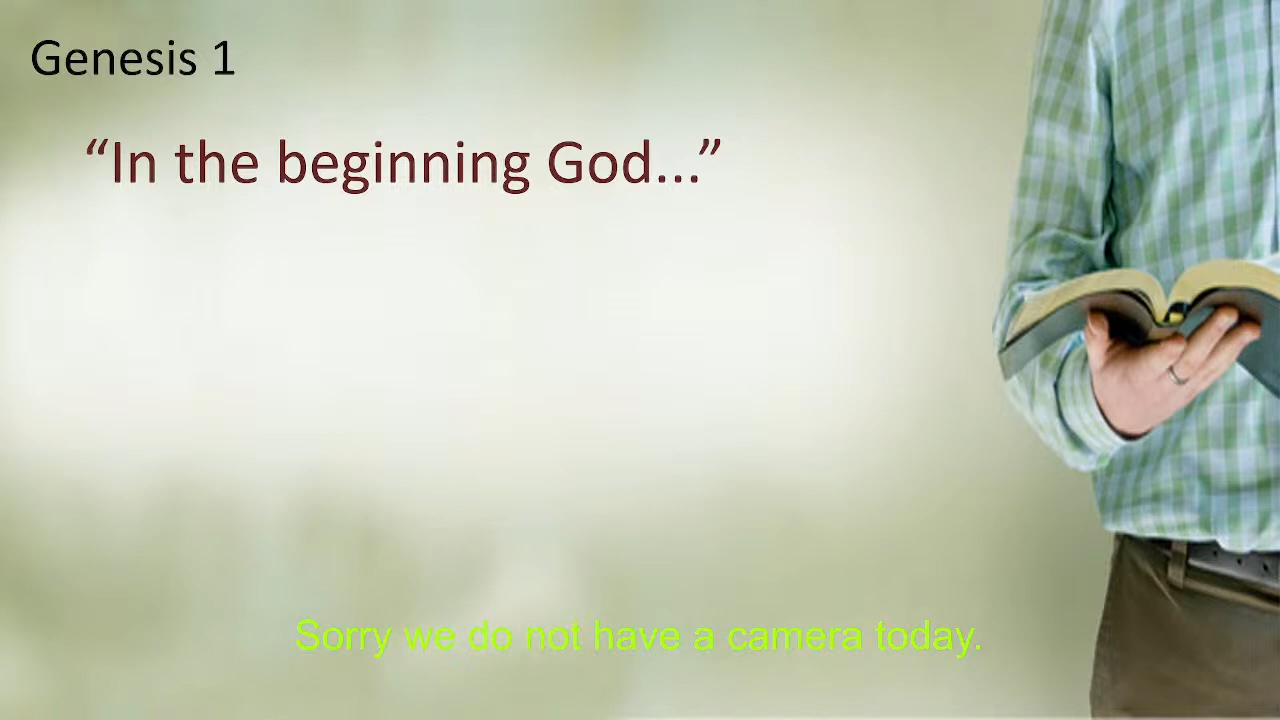 Genesis 1
“In the beginning God...”
Sorry we do not have a camera today.